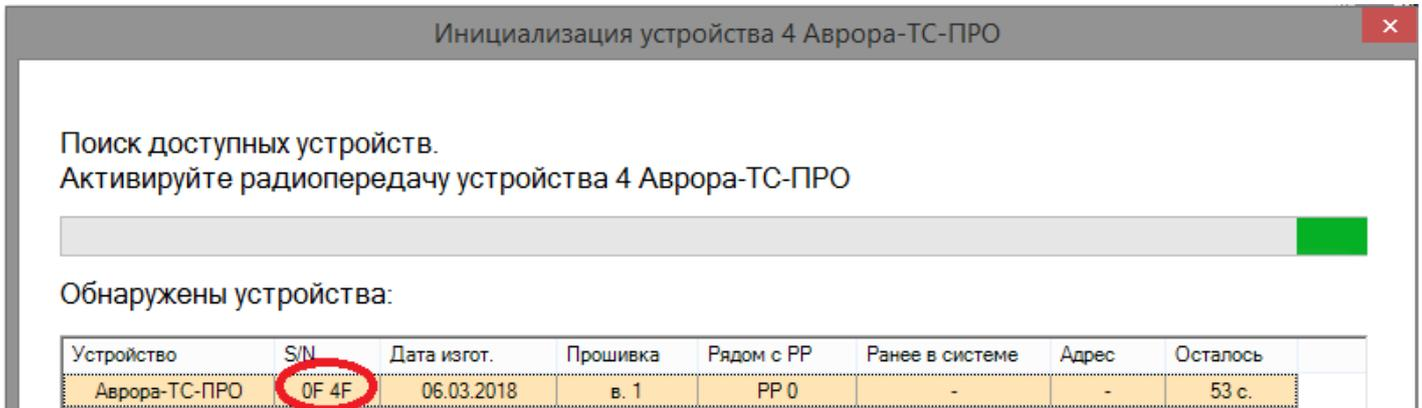 Инициализация устройства 4 Аврора-ТС-ПРО
Поиск доступных устройств.
Активируйте радиопередачу устройства 4 Аврора-ТС-ПРО
Обнаружены устройства:
Устройство S/N Дата изгот. Прошивка Рядом с РР Ранее в системе Адрес Осталось
Аврора-ТС-ПРО 0F 4F 06.03.2018 в. 1 РР 0 - - 53 с.